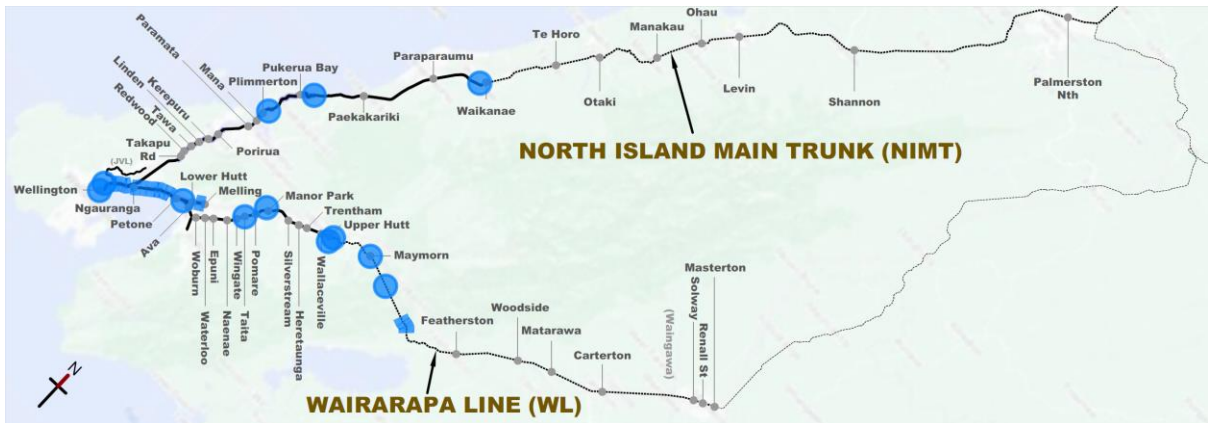 Ohau
Manakau
Te Horo
Paraparaumu
Pukerua Bay
Plimmerton
Mana
Paramata
Kerepuru
Linden
Tawa
Redwood
Takapu
Rd
(JVL)
Porirua
Paekakariki
Waikanae
Otaki
Levin
Shannon
Palmerston
Nth
NORTH ISLAND MAIN TRUNK (NIMT)
Wellington
Ngauranga
Petone
Ava
Lower Hutt
Melling
Manor Park
Trentham
Upper Hutt
Maymorn
Woburn
Waterloo
Epuni
Naenae
Wingate
Taita
Pomare
Silverstream
Heretaunga
Wallaceville
Featherston
Woodside
Matarawa
Carterton
(Waingawa)
Solway
Renall St
Masterton
WAIRARAPA LINE (WL)
N